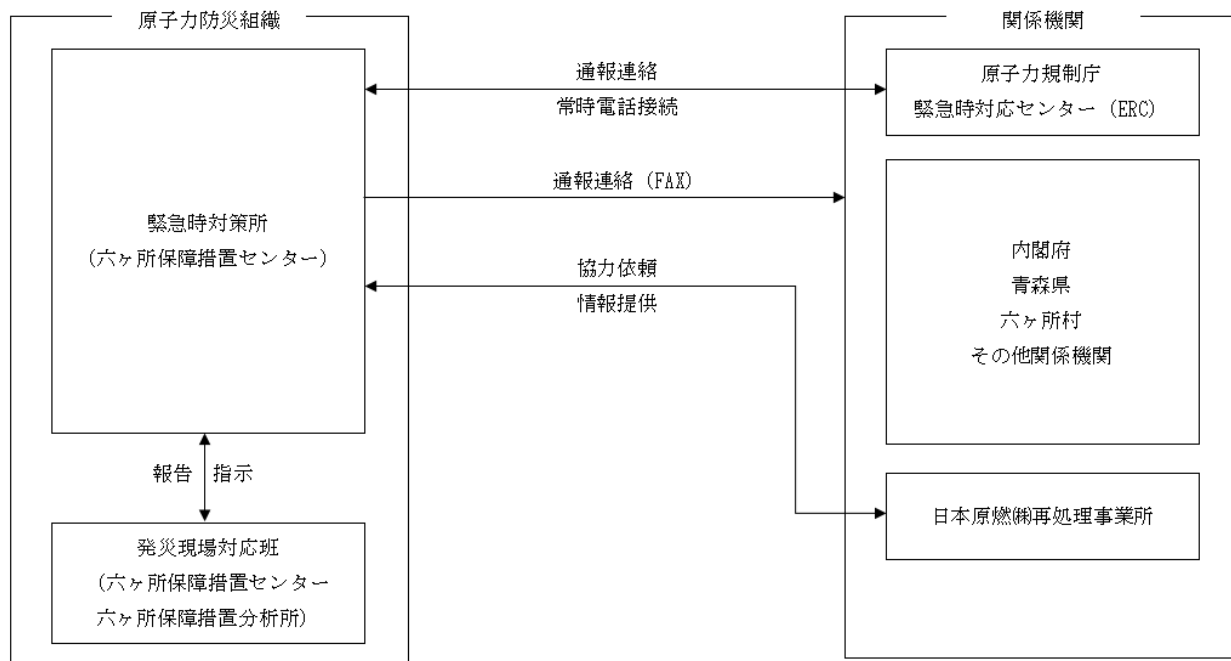 原子力防災組織
緊急時対策所
(六ヶ所保障措置センター)
報告 指示
発災現場対応班
(六ヶ所保障措置センター
六ヶ所保障措置分析所)
通報連絡
常時電話接続
通報連絡 (FAX)
協力依頼
情報提供
関係機関
原子力規制庁
緊急時対応センター (ERC)
内閣府
青森県
六ヶ所村
その他関係機関
日本原燃㈱再処理事業所